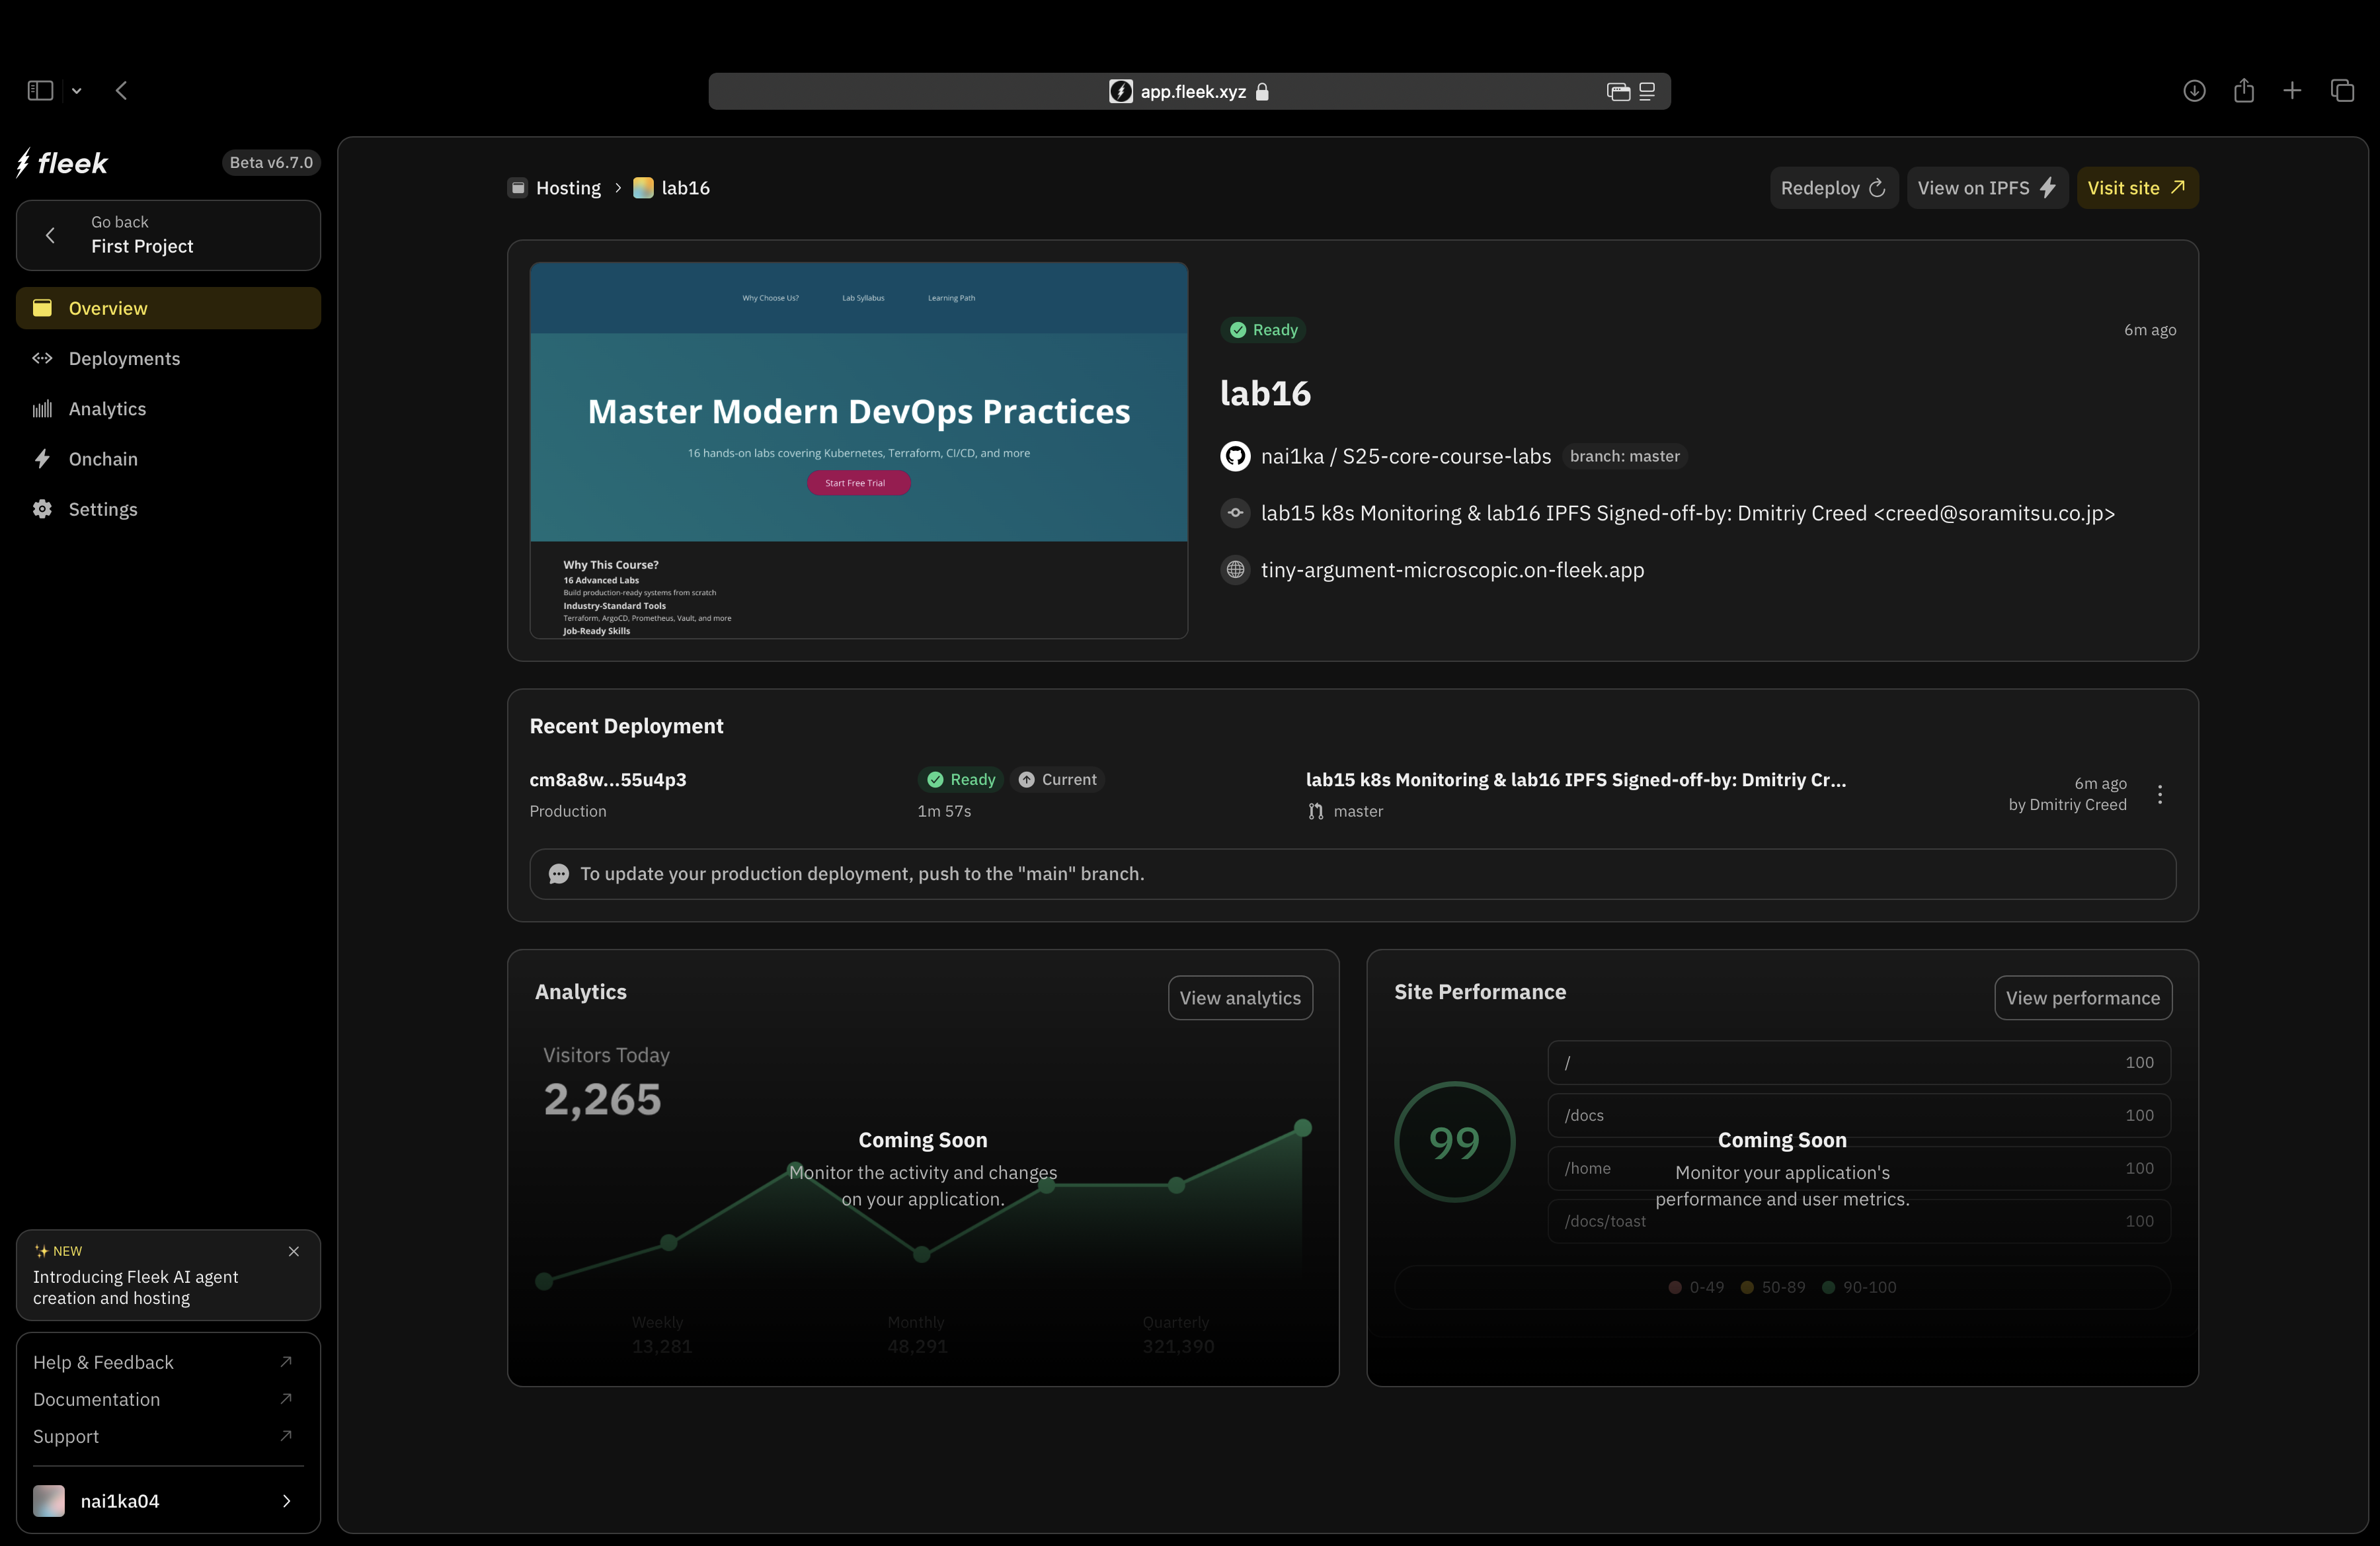 app.fleek.xyz
fleek
Beta v6.7.0
Go back
First Project
Overview
Deployments
Analytics
Onchain
Settings
✨ NEW
Introducing Fleek AI agent
creation and hosting
Help & Feedback
Documentation
Support
nai1ka04
Hosting > lab16
Redeploy
View on IPFS
Visit site
Why Choose Us? Lab Syllabus Learning Path
Master Modern DevOps Practices
16 hands-on labs covering Kubernetes, Terraform, CI/CD, and more
Start Free Trial
Why This Course?
16 Advanced Labs
Build production-ready systems from scratch
Industry-Standard Tools
Terraform, ArgoCD, Prometheus, Vault, and more
Job-Ready Skills
Ready 6m ago
lab16
nai1ka / S25-core-course-labs branch: master
lab15 k8s Monitoring & lab16 IPFS Signed-off-by: Dmitriy Creed <creed@soramitsu.co.jp>
tiny-argument-microscopic.on-fleek.app
Recent Deployment
cm8a8w...55u4p3
Production
Ready Current
1m 57s
lab15 k8s Monitoring & lab16 IPFS Signed-off-by: Dmitriy Cr...
master
6m ago
by Dmitriy Creed
To update your production deployment, push to the "main" branch.
Analytics
View analytics
Visitors Today
2,265
Coming Soon
Monitor the activity and changes
on your application.
Weekly Monthly Quarterly
13,281 48,291 321,390
Site Performance
View performance
99
/ 100
/docs 100
/home 100
/docs/toast 100
Coming Soon
Monitor your application's
performance and user metrics.
0-49 50-89 90-100